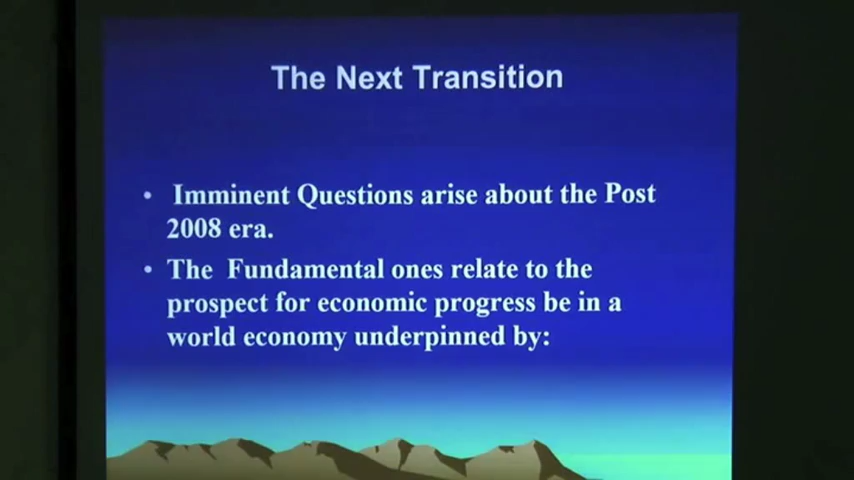 The Next Transition
• Imminent Questions arise about the Post
2008 era.
• The Fundamental ones relate to the
prospect for economic progress be in a
world economy underpinned by: